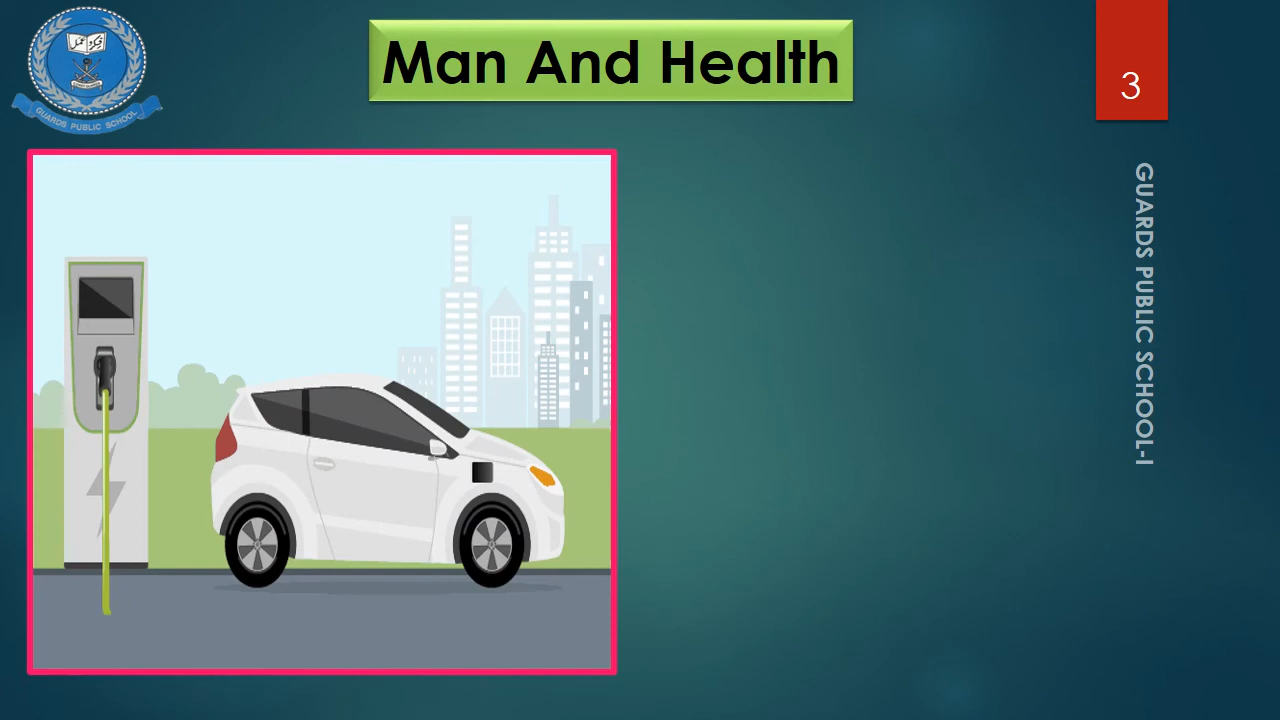 Man And Health
3
GUARDS PUBLIC SCHOOL
GUARDS PUBLIC SCHOOL-I